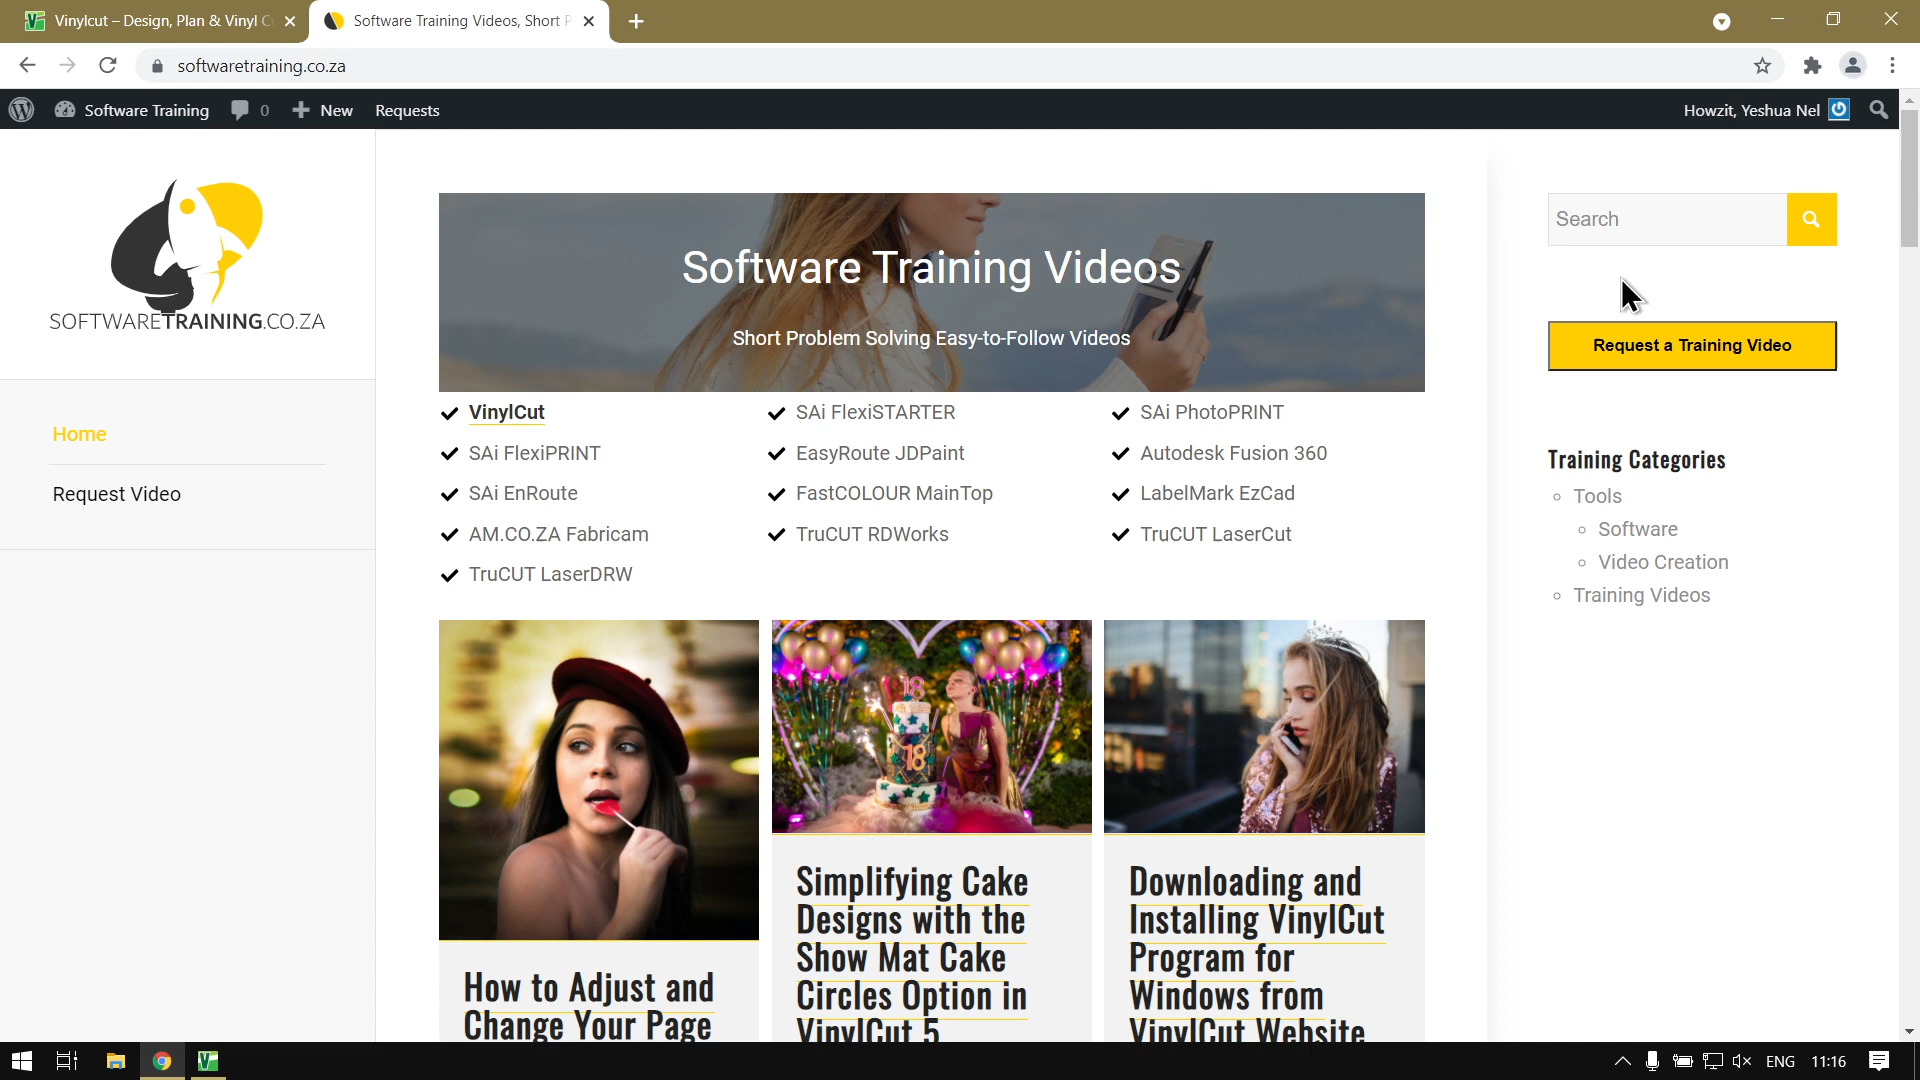 Vinylcut – Design, Plan & Vinyl C
Software Training Videos, Short P
softwaretraining.co.za
Software Training
0
New
Requests
Howzit, Yeshua Nel
SOFTWARETRAINING.CO.ZA
Home
Request Video
Software Training Videos
Short Problem Solving Easy-to-Follow Videos
VinylCut
SAi FlexiSTARTER
SAi PhotoPRINT
SAi FlexiPRINT
EasyRoute JDPaint
Autodesk Fusion 360
SAi EnRoute
FastCOLOUR MainTop
LabelMark EzCad
AM.CO.ZA Fabricam
TruCUT RDWorks
TruCUT LaserCut
TruCUT LaserDRW
18
18
How to Adjust and
Change Your Page
Simplifying Cake
Designs with the
Show Mat Cake
Circles Option in
VinylCut 5
Downloading and
Installing VinylCut
Program for
Windows from
VinylCut Website
Search
Request a Training Video
Training Categories
Tools
Software
Video Creation
Training Videos
ENG
11:16